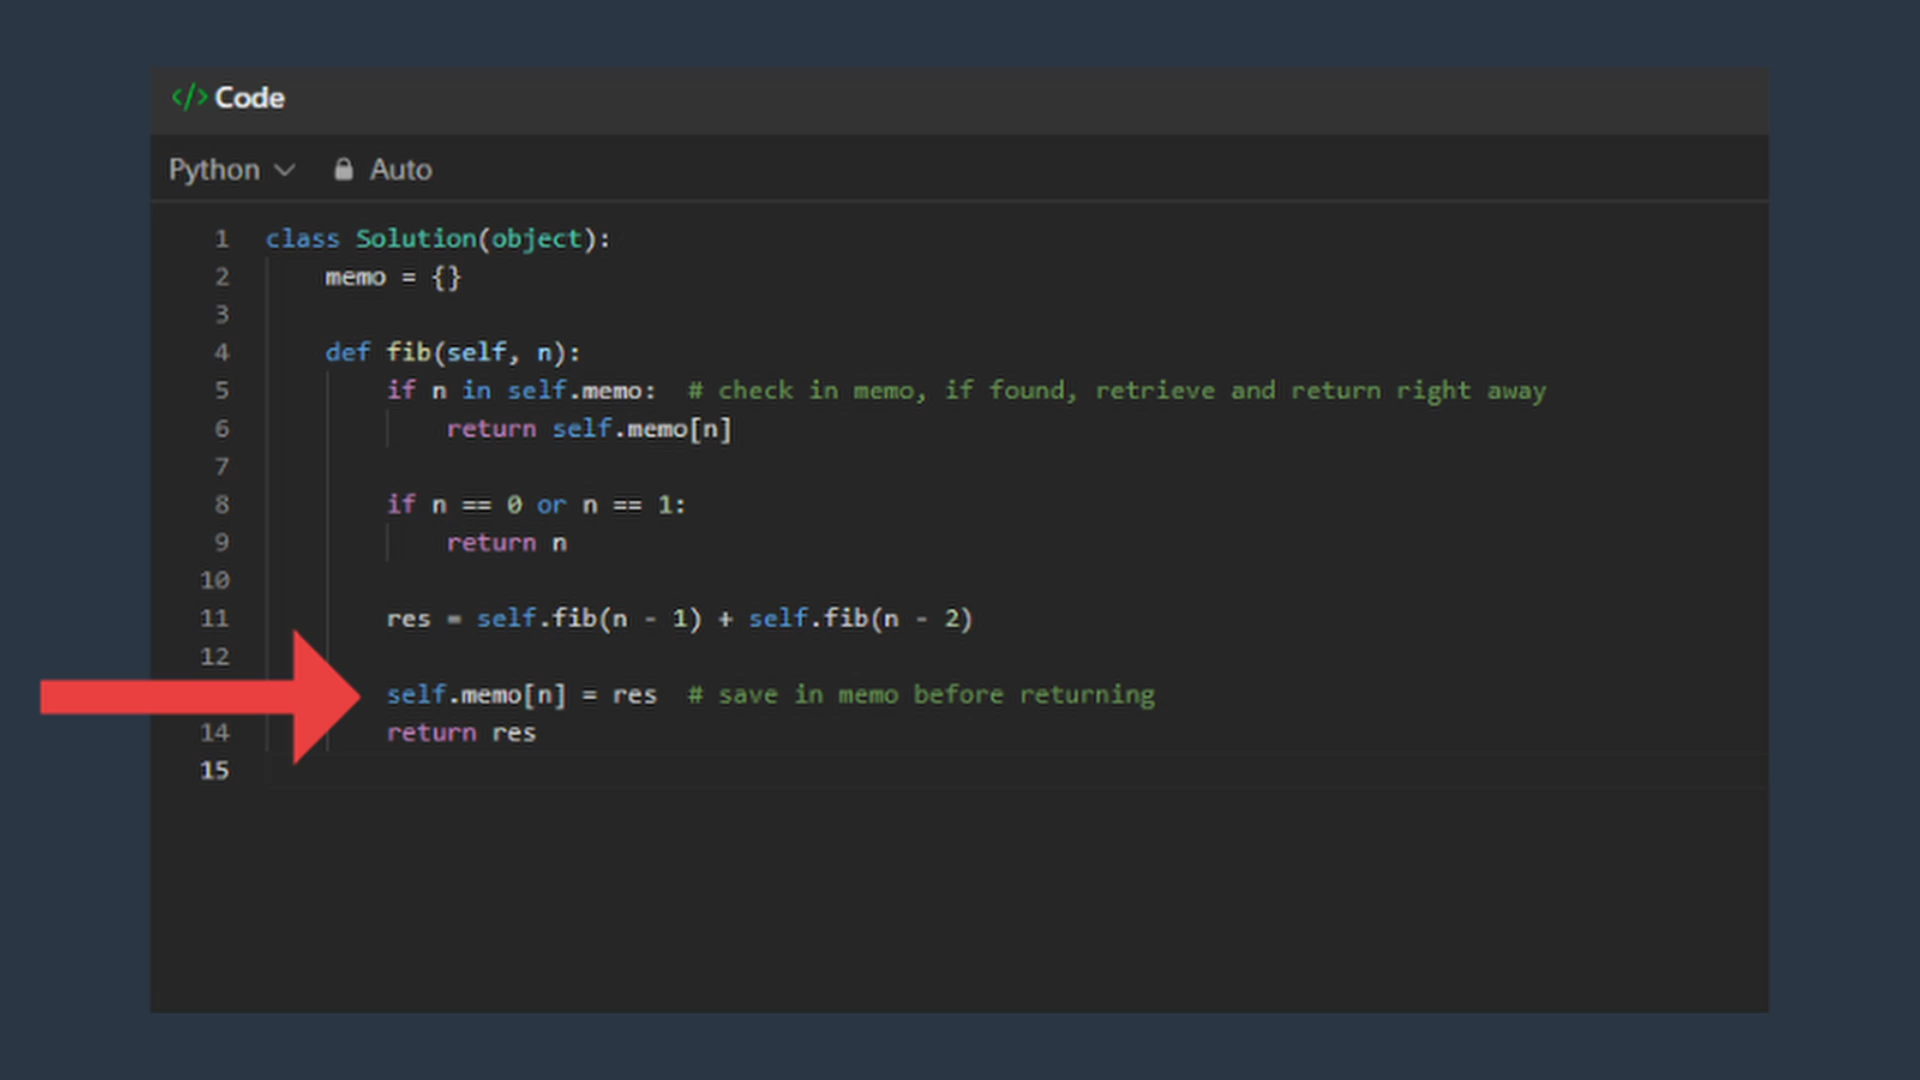 </> Code
Python Auto
1 class Solution(object):
2     memo = {}
3
4     def fib(self, n):
5         if n in self.memo:  # check in memo, if found, retrieve and return right away
6             return self.memo[n]
7
8         if n == 0 or n == 1:
9             return n
10
11         res = self.fib(n - 1) + self.fib(n - 2)
12
        self.memo[n] = res  # save in memo before returning
14         return res
15